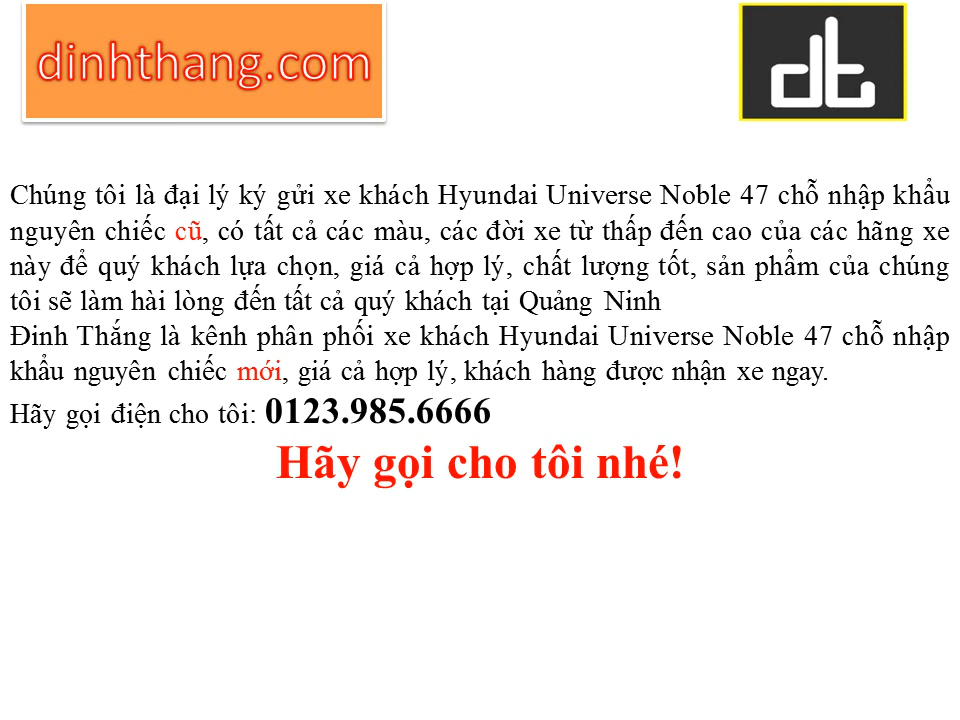 dinhthang.com
dt
Chúng tôi là đại lý ký gửi xe khách Hyundai Universe Noble 47 chỗ nhập khẩu
nguyên chiếc cũ, có tất cả các màu, các đời xe từ thấp đến cao của các hãng xe
này để quý khách lựa chọn, giá cả hợp lý, chất lượng tốt, sản phẩm của chúng
tôi sẽ làm hài lòng đến tất cả quý khách tại Quảng Ninh
Đinh Thắng là kênh phân phối xe khách Hyundai Universe Noble 47 chỗ nhập
khẩu nguyên chiếc mới, giá cả hợp lý, khách hàng được nhận xe ngay.
Hãy gọi điện cho tôi: 0123.985.6666
Hãy gọi cho tôi nhé!